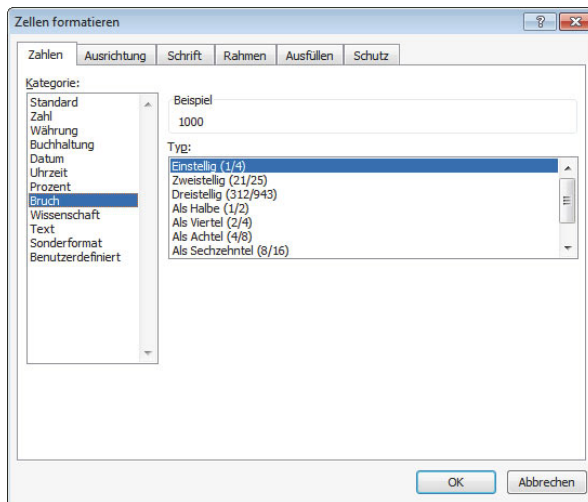 Zellen formatieren
Zahlen Ausrichtung Schrift Rahmen Ausfüllen Schutz
Kategorie:
Standard
Zahl
Währung
Buchhaltung
Datum
Uhrzeit
Prozent
Bruch
Wissenschaft
Text
Sonderformat
Benutzerdefiniert
Beispiel
1000
Typ:
Einstellig (1/4)
Zweistellig (21/25)
Dreistellig (312/943)
Als Halbe (1/2)
Als Viertel (2/4)
Als Achtel (4/8)
Als Sechzehntel (8/16)
OK Abbrechen